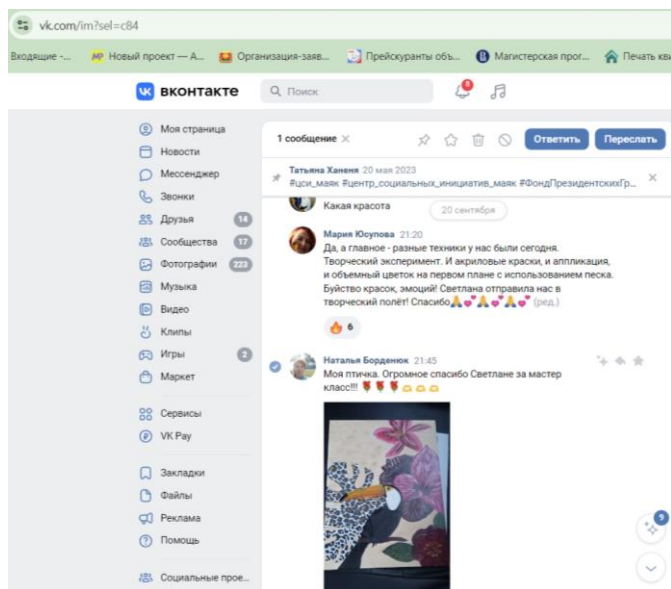 vk.com/im?sel=c84
Входящие -... Новый проект — А... Организация-заяв... Прейскуранты объ... Магистерская прог... Печать кви
вконтакте Поиск 8
Моя страница
Новости
Мессенджер
Звонки
Друзья 14
Сообщества 17
Фотографии 223
Музыка
Видео
Клипы
Игры 2
Маркет
Сервисы
VK Pay
Закладки
Файлы
Реклама
Помощь
Социальные прое...
1 сообщение Ответить Переслать
Татьяна Ханеня 20 мая 2023
#цси_маяк #центр_социальных_инициатив_маяк #ФондПрезидентскихГр...
Какая красота
20 сентября
Мария Юсупова 21:20
Да, а главное - разные техники у нас были сегодня.
Творческий эксперимент. И акриловые краски, и аппликация,
и объемный цветок на первом плане с использованием песка.
Буйство красок, эмоций! Светлана отправила нас в
творческий полёт! Спасибо🙏💕🙏💕🙏💕 (ред.)
🔥 6
Наталья Борденюк 21:45
Моя птичка. Огромное спасибо Светлане за мастер
класс!!! 🌹🌹🌹🫶🫶🫶
9